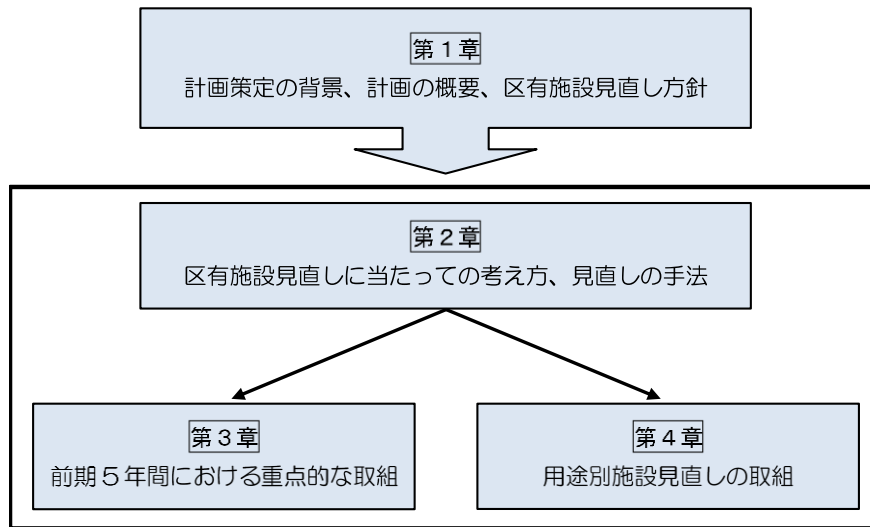 第1章
計画策定の背景、計画の概要、区有施設見直し方針
第2章
区有施設見直しに当たっての考え方、見直しの手法
第3章
前期5年間における重点的な取組
第4章
用途別施設見直しの取組